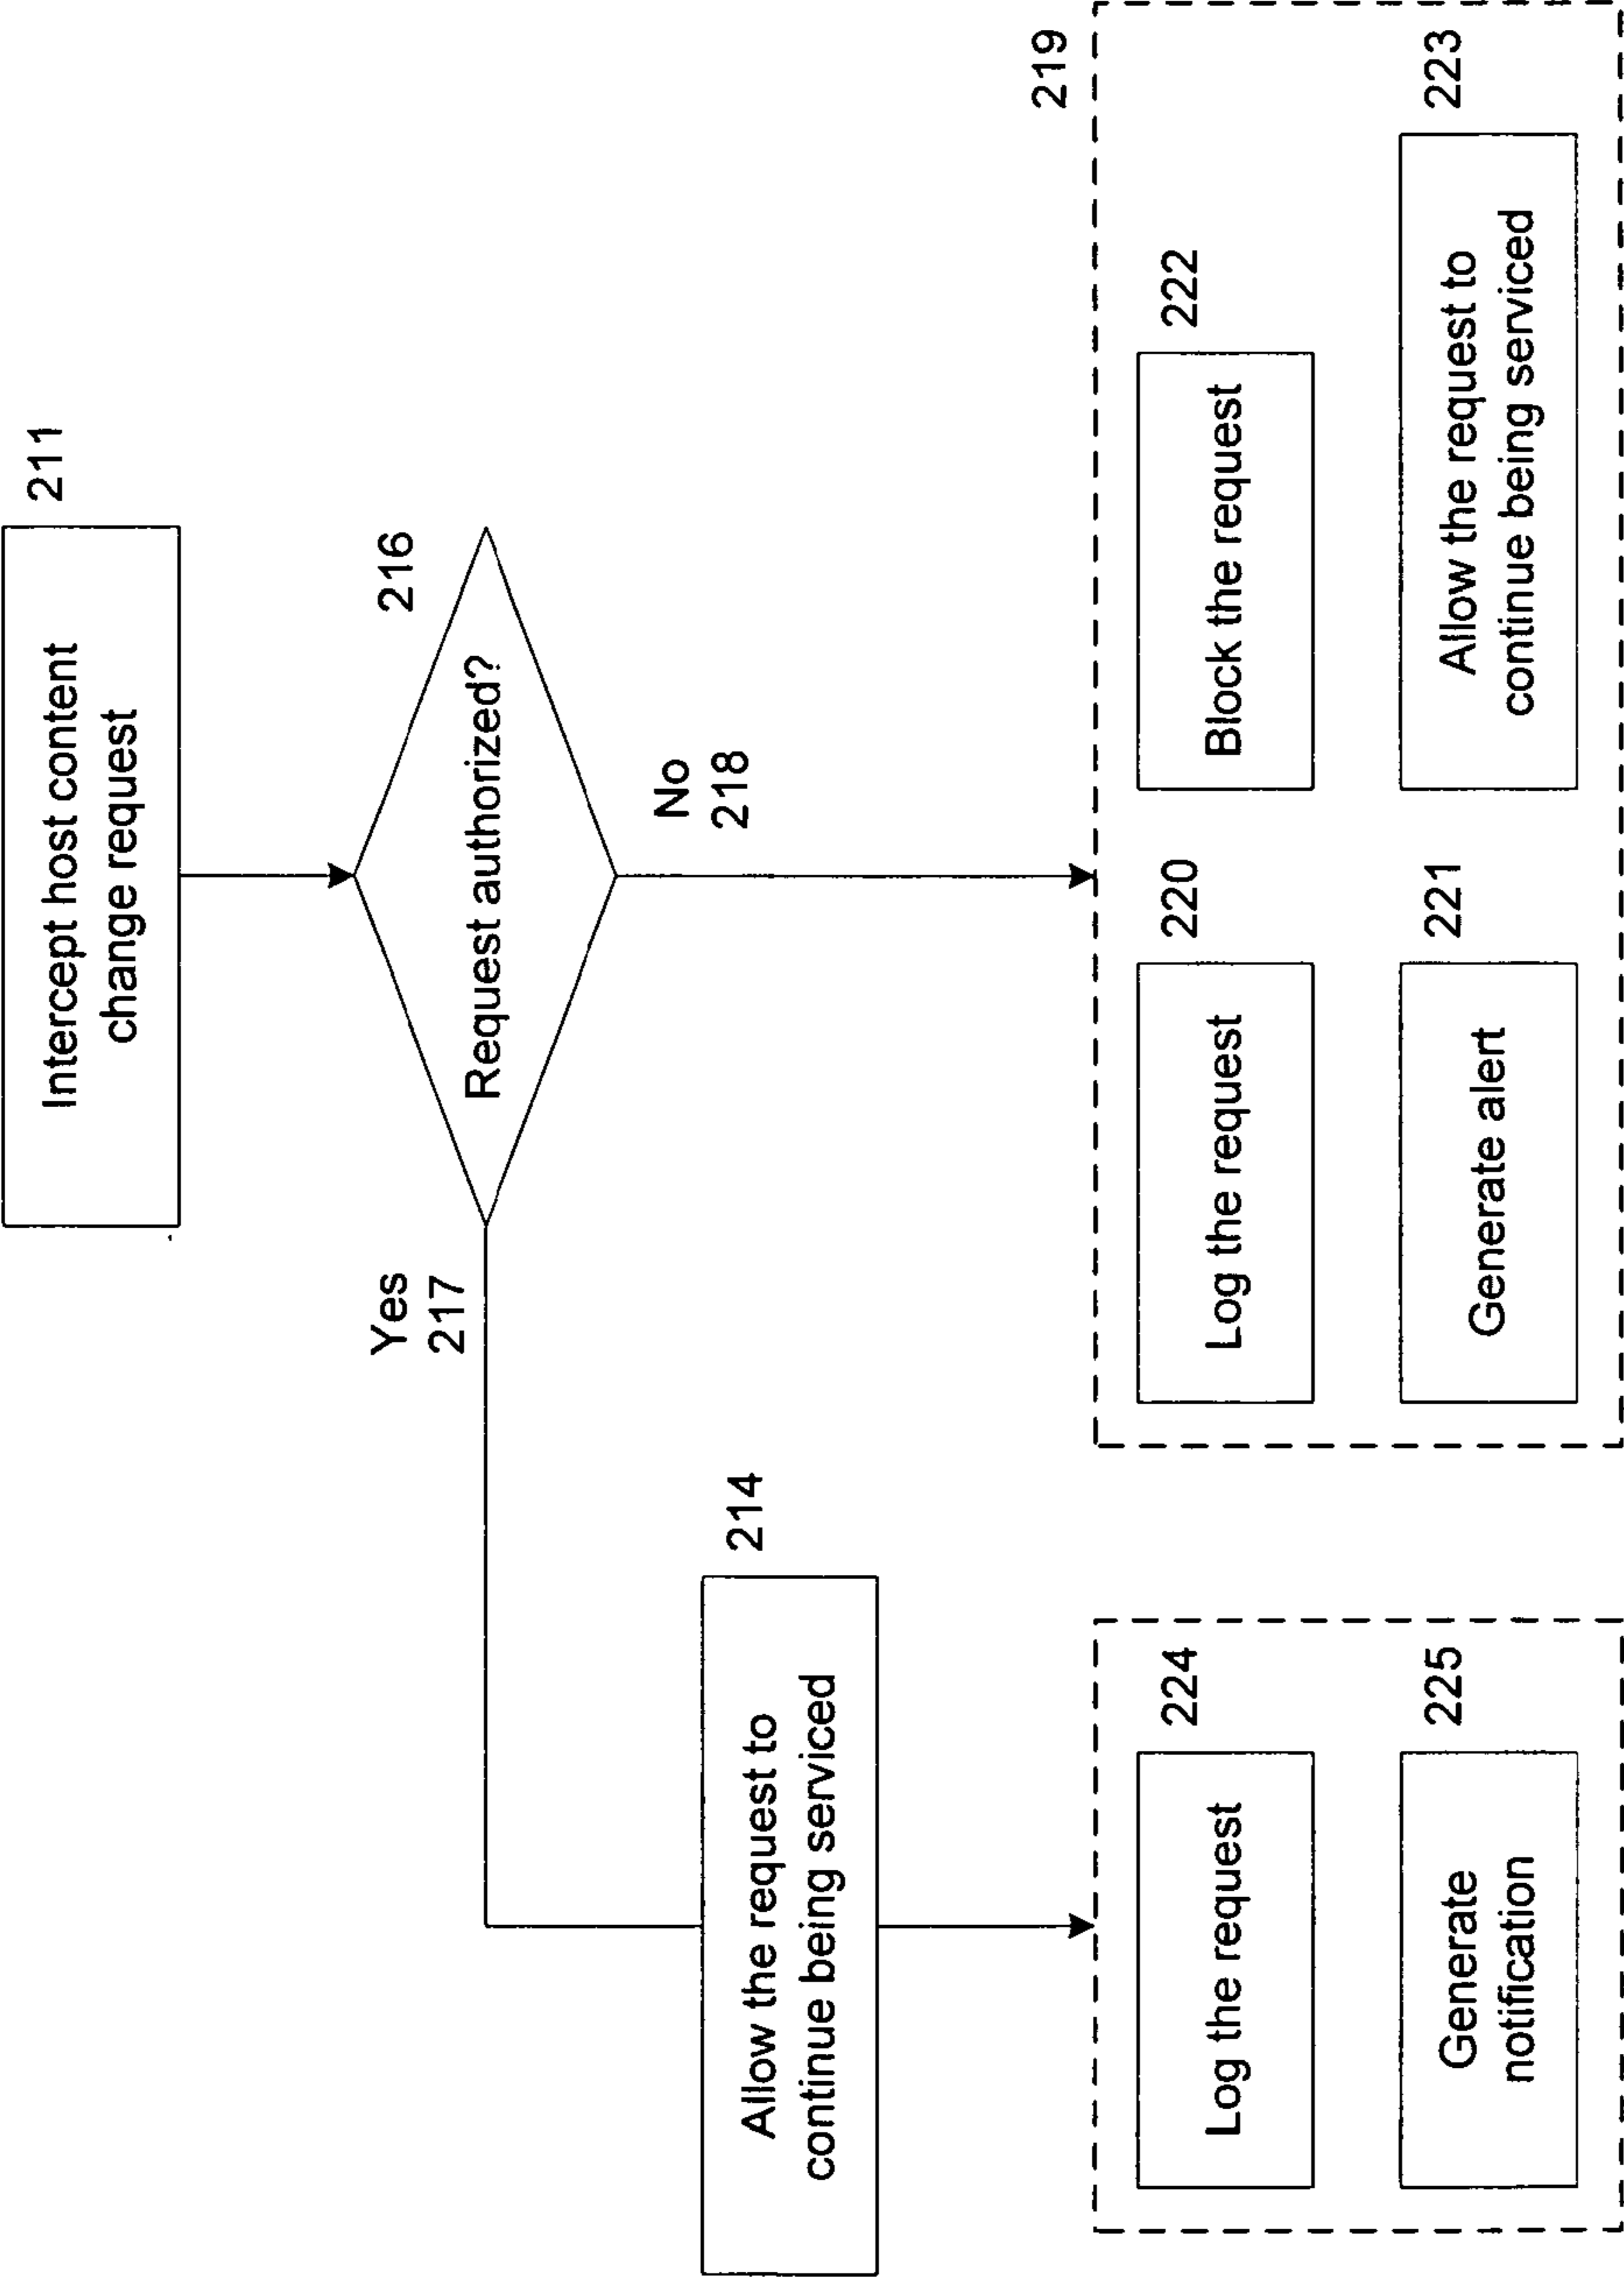 Intercept host content
change request
211
Request authorized?
216
Yes
217
No
218
Allow the request to
continue being serviced
214
219
Log the request
224
Generate
notification
225
Log the request
220
Block the request
222
Generate alert
221
Allow the request to
continue being serviced
223